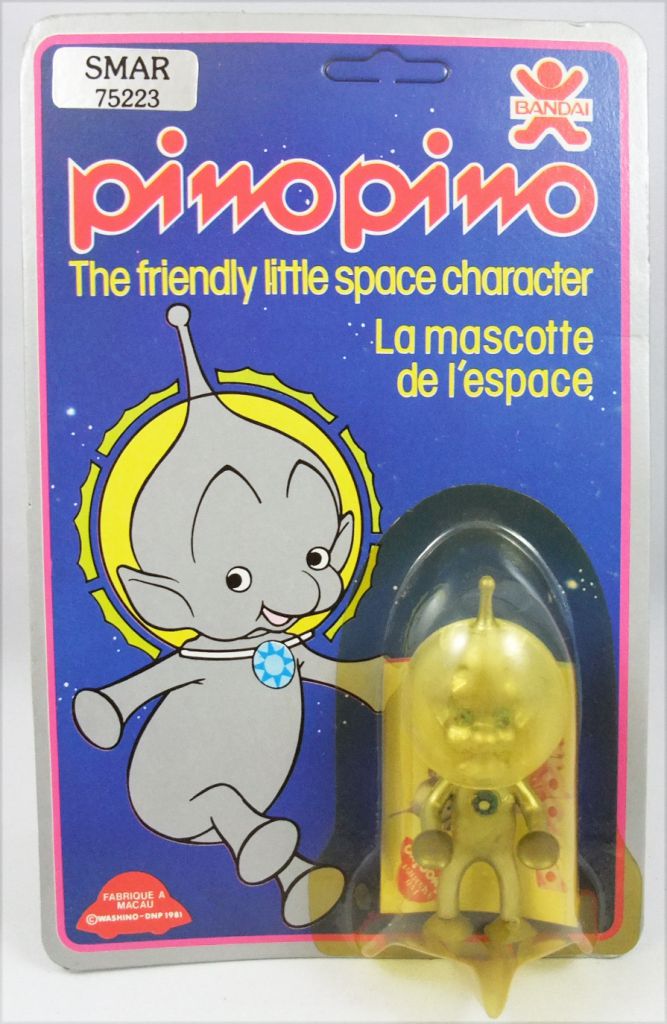 SMAR
75223
BANDAI
pinopino
The friendly little space character
La mascotte
de l'espace
FABRIQUE A
MACAU
©WASHINO-DNP 1981